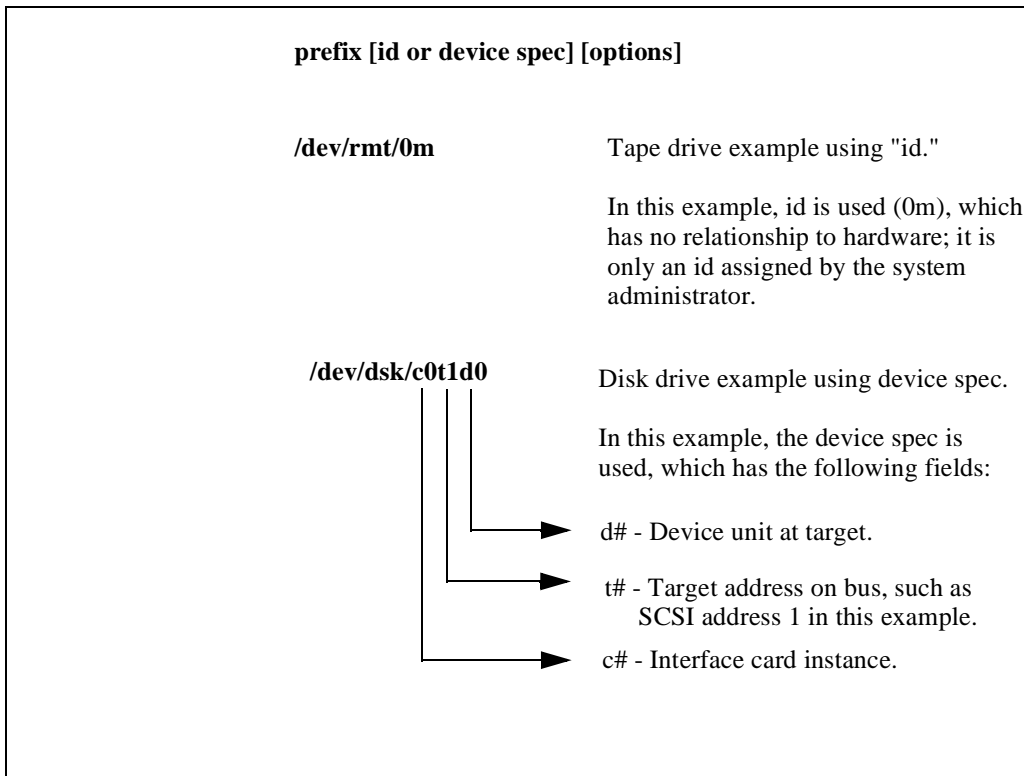 prefix [id or device spec] [options]
/dev/rmt/0m
Tape drive example using "id."
In this example, id is used (0m), which
has no relationship to hardware; it is
only an id assigned by the system
administrator.
/dev/dsk/c0t1d0
Disk drive example using device spec.
In this example, the device spec is
used, which has the following fields:
d# - Device unit at target.
t# - Target address on bus, such as
SCSI address 1 in this example.
c# - Interface card instance.